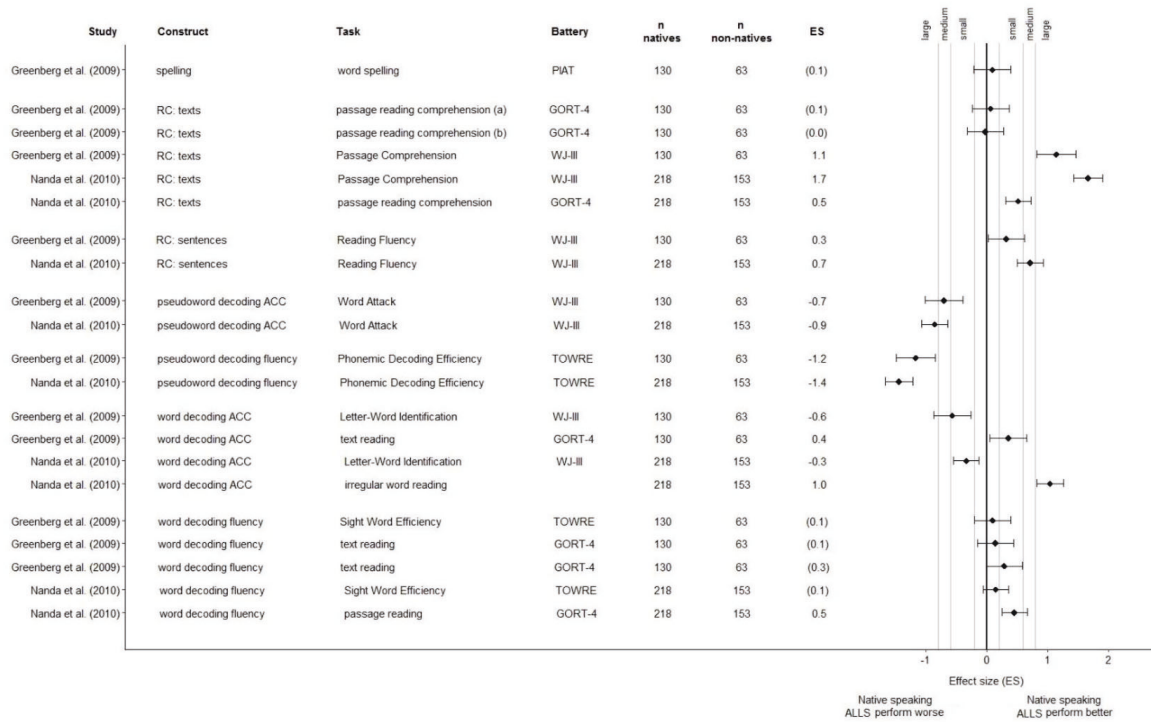 Study Construct Task Battery n natives n non-natives ES large medium small small medium large
Greenberg et al. (2009) spelling word spelling PIAT 130 63 (0.1)
Greenberg et al. (2009) RC: texts passage reading comprehension (a) GORT-4 130 63 (0.1)
Greenberg et al. (2009) RC: texts passage reading comprehension (b) GORT-4 130 63 (0.0)
Greenberg et al. (2009) RC: texts Passage Comprehension WJ-III 130 63 1.1
Nanda et al. (2010) RC: texts Passage Comprehension WJ-III 218 153 1.7
Nanda et al. (2010) RC: texts passage reading comprehension GORT-4 218 153 0.5
Greenberg et al. (2009) RC: sentences Reading Fluency WJ-III 130 63 0.3
Nanda et al. (2010) RC: sentences Reading Fluency WJ-III 218 153 0.7
Greenberg et al. (2009) pseudoword decoding ACC Word Attack WJ-III 130 63 -0.7
Nanda et al. (2010) pseudoword decoding ACC Word Attack WJ-III 218 153 -0.9
Greenberg et al. (2009) pseudoword decoding fluency Phonemic Decoding Efficiency TOWRE 130 63 -1.2
Nanda et al. (2010) pseudoword decoding fluency Phonemic Decoding Efficiency TOWRE 218 153 -1.4
Greenberg et al. (2009) word decoding ACC Letter-Word Identification WJ-III 130 63 -0.6
Greenberg et al. (2009) word decoding ACC text reading GORT-4 130 63 0.4
Nanda et al. (2010) word decoding ACC Letter-Word Identification WJ-III 218 153 -0.3
Nanda et al. (2010) word decoding ACC irregular word reading 218 153 1.0
Greenberg et al. (2009) word decoding fluency Sight Word Efficiency TOWRE 130 63 (0.1)
Greenberg et al. (2009) word decoding fluency text reading GORT-4 130 63 (0.1)
Greenberg et al. (2009) word decoding fluency text reading GORT-4 130 63 (0.3)
Nanda et al. (2010) word decoding fluency Sight Word Efficiency TOWRE 218 153 (0.1)
Nanda et al. (2010) word decoding fluency passage reading GORT-4 218 153 0.5
-1 0 1 2
Effect size (ES)
Native speaking Native speaking
ALLS perform worse ALLS perform better